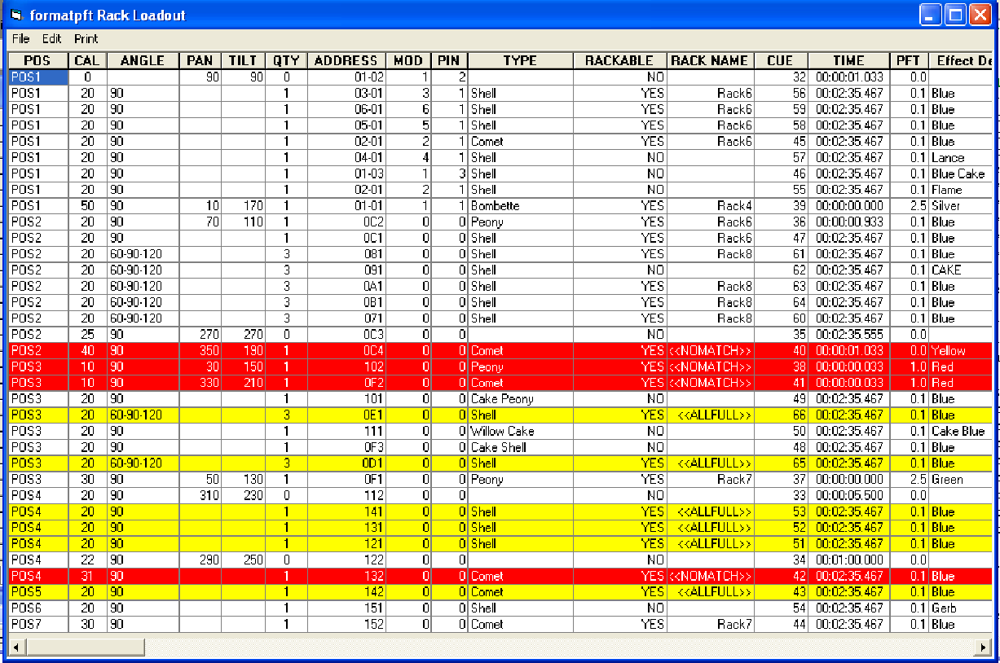 formatpft Rack Loadout
File Edit Print
POS CAL ANGLE PAN TILT QTY ADDRESS MOD PIN TYPE RACKABLE RACK NAME CUE TIME PFT Effect De
POS1 0 90 90 0 01-02 1 2 NO 32 00:00:01.033 0.0
POS1 20 90 1 03-01 3 1 Shell YES Rack6 56 00:02:35.467 0.1 Blue
POS1 20 90 1 06-01 6 1 Shell YES Rack6 59 00:02:35.467 0.1 Blue
POS1 20 90 1 05-01 5 1 Shell YES Rack6 58 00:02:35.467 0.1 Blue
POS1 20 90 1 02-01 2 1 Comet YES Rack6 45 00:02:35.467 0.1 Blue
POS1 20 90 1 04-01 4 1 Shell NO 57 00:02:35.467 0.1 Lance
POS1 20 90 1 01-03 1 3 Shell NO 46 00:02:35.467 0.1 Blue Cake
POS1 20 90 1 02-01 2 1 Shell NO 55 00:02:35.467 0.1 Flame
POS1 50 90 10 170 1 01-01 1 1 Bombette YES Rack4 39 00:00:00.000 2.5 Silver
POS2 20 90 70 110 1 0C2 0 0 Peony YES Rack6 36 00:00:00.933 0.1 Blue
POS2 20 90 1 0C1 0 0 Shell YES Rack6 47 00:02:35.467 0.1 Blue
POS2 20 60-90-120 3 081 0 0 Shell YES Rack8 61 00:02:35.467 0.1 Blue
POS2 20 60-90-120 3 091 0 0 Shell NO 62 00:02:35.467 0.1 CAKE
POS2 20 60-90-120 3 0A1 0 0 Shell YES Rack8 63 00:02:35.467 0.1 Blue
POS2 20 60-90-120 3 0B1 0 0 Shell YES Rack8 64 00:02:35.467 0.1 Blue
POS2 20 60-90-120 3 071 0 0 Shell YES Rack8 60 00:02:35.467 0.1 Blue
POS2 25 90 270 270 0 0C3 0 0 NO 35 00:02:35.555 0.0
POS2 40 90 350 190 1 0C4 0 0 Comet YES <<NOMATCH>> 40 00:00:01.033 0.0 Yellow
POS3 10 90 30 150 1 102 0 0 Peony YES <<NOMATCH>> 38 00:00:00.033 1.0 Red
POS3 10 90 330 210 1 0F2 0 0 Comet YES <<NOMATCH>> 41 00:00:00.033 1.0 Red
POS3 20 90 1 101 0 0 Cake Peony NO 49 00:02:35.467 0.1 Blue
POS3 20 60-90-120 3 0E1 0 0 Shell YES <<ALLFULL>> 66 00:02:35.467 0.1 Blue
POS3 20 90 1 111 0 0 Willow Cake NO 50 00:02:35.467 0.1 Cake Blue
POS3 20 90 1 0F3 0 0 Cake Shell NO 48 00:02:35.467 0.1 Blue
POS3 20 60-90-120 3 0D1 0 0 Shell YES <<ALLFULL>> 65 00:02:35.467 0.1 Blue
POS3 30 90 50 130 1 0F1 0 0 Peony YES Rack7 37 00:00:00.000 2.5 Green
POS4 20 90 310 230 0 112 0 0 NO 33 00:00:05.500 0.0
POS4 20 90 1 141 0 0 Shell YES <<ALLFULL>> 53 00:02:35.467 0.1 Blue
POS4 20 90 1 131 0 0 Shell YES <<ALLFULL>> 52 00:02:35.467 0.1 Blue
POS4 20 90 1 121 0 0 Shell YES <<ALLFULL>> 51 00:02:35.467 0.1 Blue
POS4 22 90 290 250 0 122 0 0 NO 34 00:01:00.000 0.0
POS4 31 90 1 132 0 0 Comet YES <<NOMATCH>> 42 00:02:35.467 0.1 Blue
POS5 20 90 1 142 0 0 Comet YES <<ALLFULL>> 43 00:02:35.467 0.1 Blue
POS6 20 90 1 151 0 0 Shell NO 54 00:02:35.467 0.1 Gerb
POS7 30 90 1 152 0 0 Comet YES Rack7 44 00:02:35.467 0.1 Blue